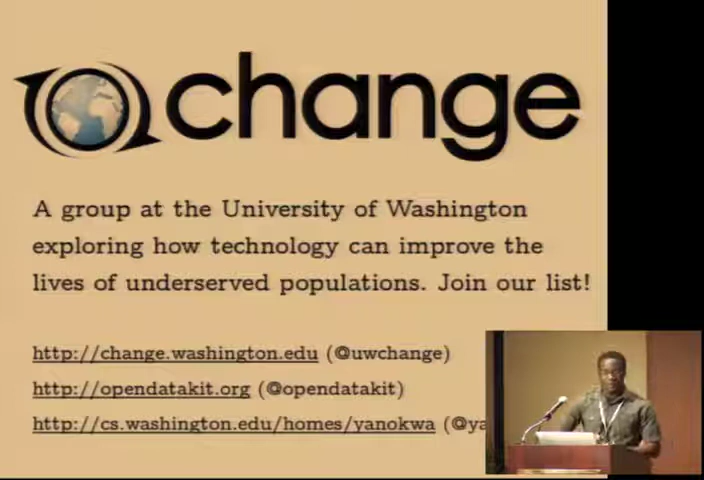 change
A group at the University of Washington
exploring how technology can improve the
lives of underserved populations. Join our list!
http://change.washington.edu (@uwchange)
http://opendatakit.org (@opendatakit)
http://cs.washington.edu/homes/yanokwa (@ya